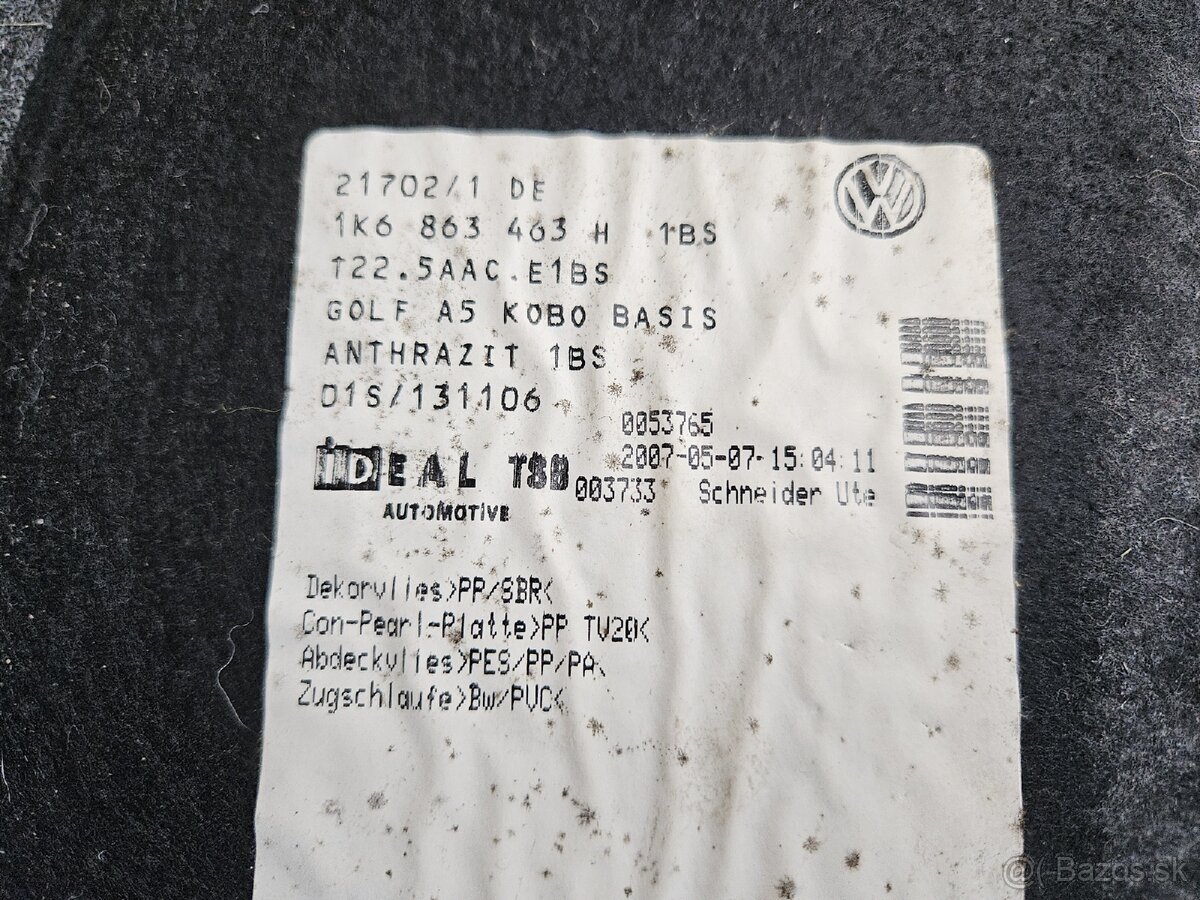 21702/1 DE
1K6 863 463 H 1BS
T22.5AAC.E1BS
GOLF A5 KOBO BASIS
ANTHRAZIT 1BS
01S/131106
0053765
2007-05-07-15:04:11
003733 Schneider Ute
iDEAL TSB
AUTOMOTIVE
Dekorvlies>PP/SBR<
Con-Pearl-Platte>PP TV20<
Abdeckvlies>PES/PP/PA<
Zugschlaufe>Bw/PVC<
Bazos.sk